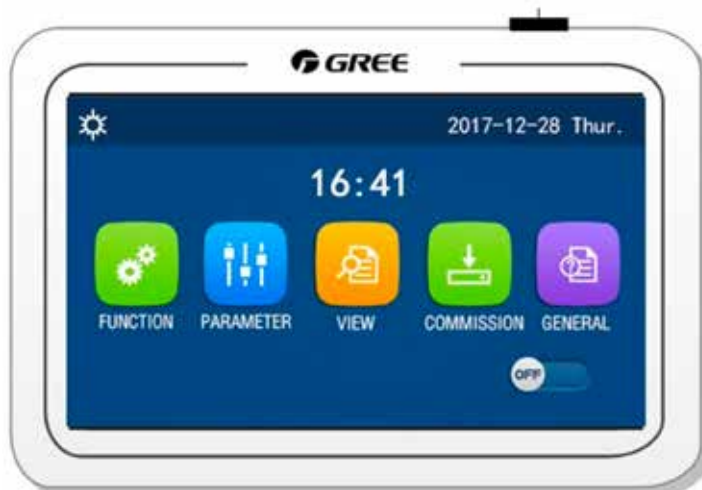 GREE
2017-12-28 Thur.
16:41
FUNCTION PARAMETER VIEW COMMISSION GENERAL
OFF